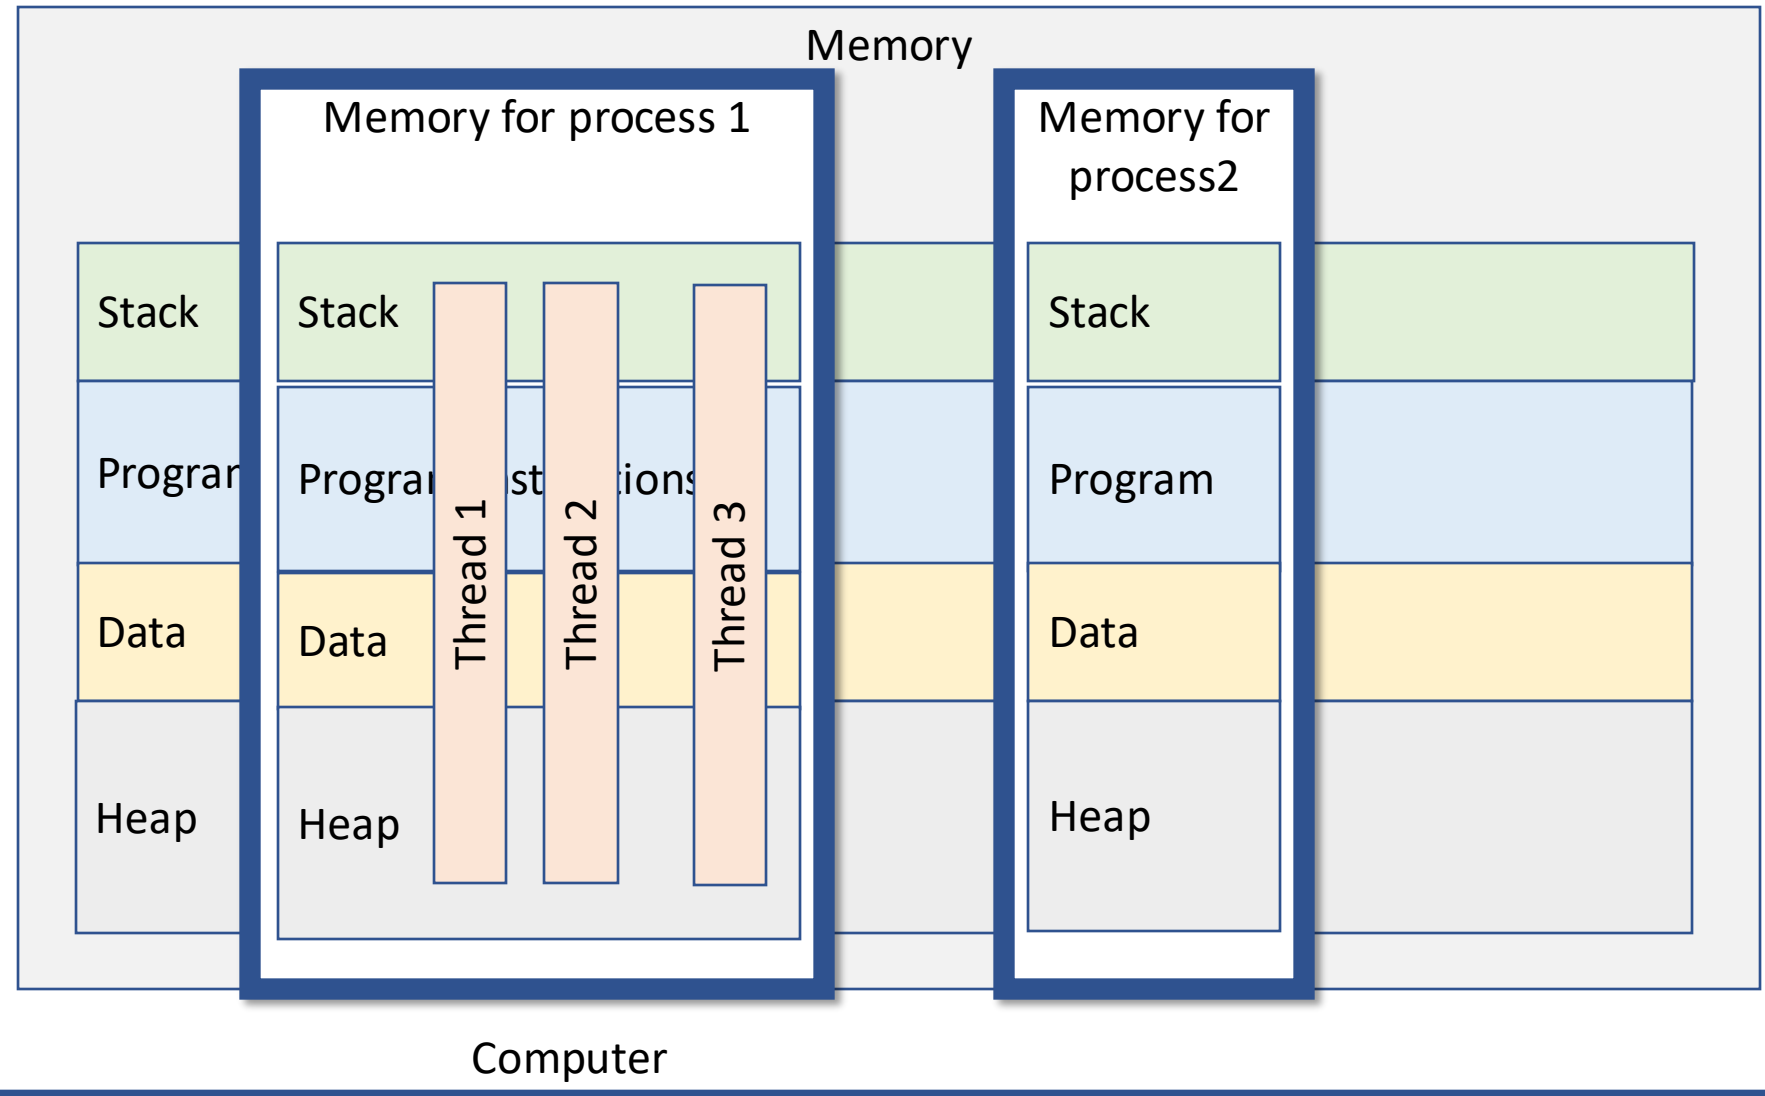 Memory
Memory for process 1
Memory for
process2
Stack
Stack
Stack
Program
Data
Data
Data
Heap
Heap
Heap
Thread 1
Thread 2
Thread 3
Computer